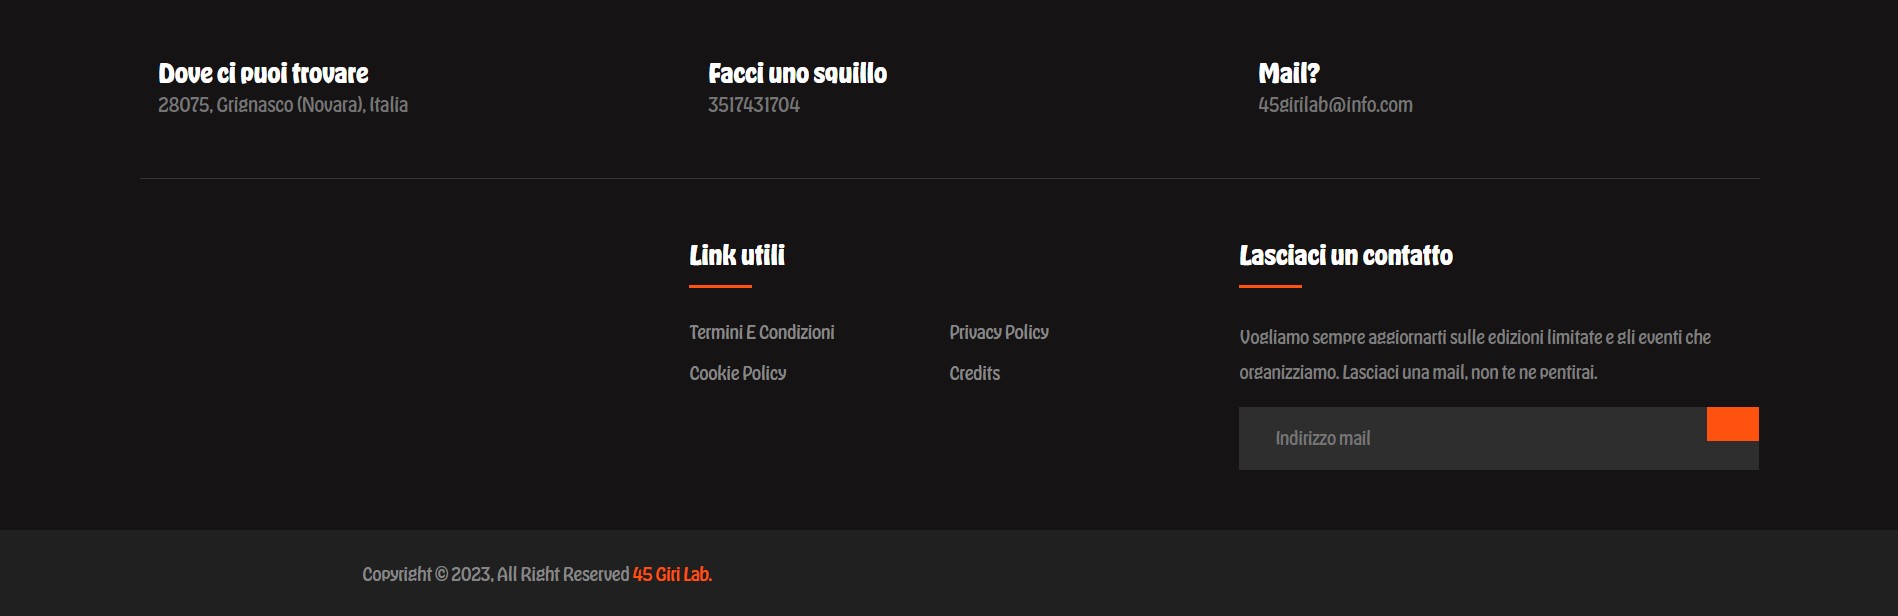 Dove ci puoi trovare
28075, Grignasco (Novara), Italia
Facci uno squillo
3517431704
Mail?
45girilab@info.com
Link utili
Termini E Condizioni
Privacy Policy
Cookie Policy
Credits
Lasciaci un contatto
Vogliamo sempre aggiornarti sulle edizioni limitate e gli eventi che
organizziamo. Lasciaci una mail, non te ne pentirai.
Indirizzo mail
Copyright © 2023, All Right Reserved 45 Giri Lab.